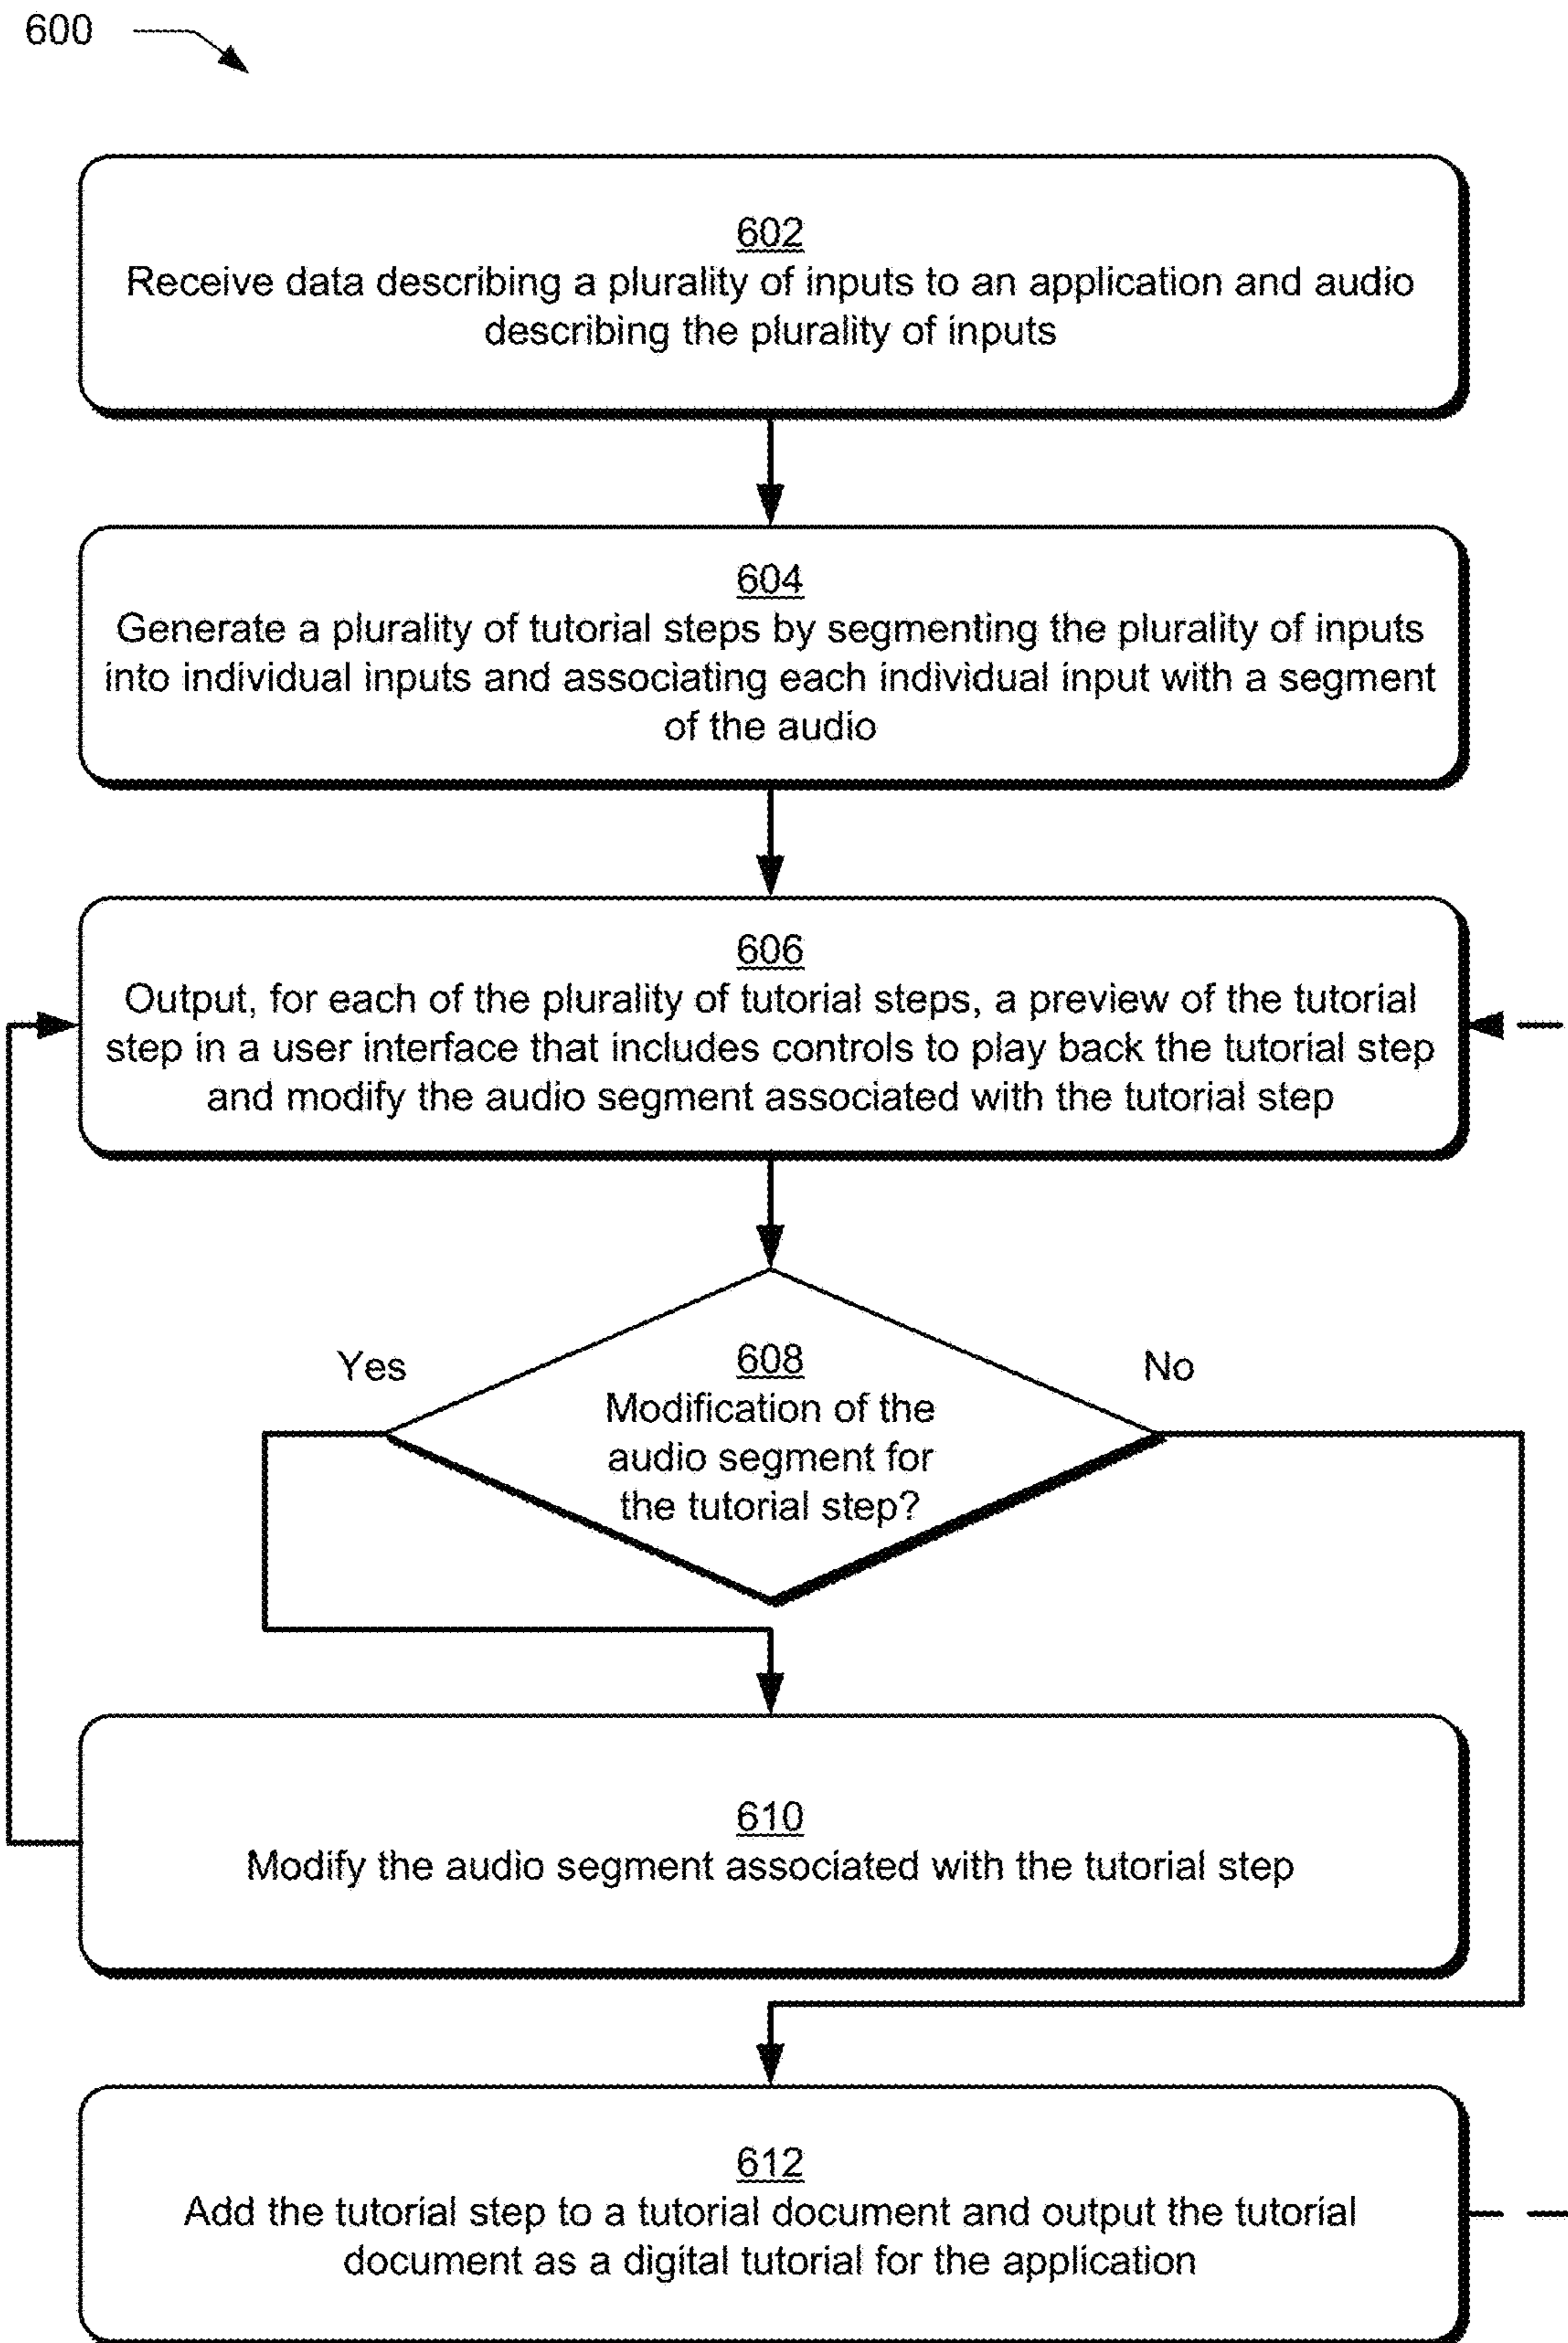 600
602
Receive data describing a plurality of inputs to an application and audio
describing the plurality of inputs
604
Generate a plurality of tutorial steps by segmenting the plurality of inputs
into individual inputs and associating each individual input with a segment
of the audio
606
Output, for each of the plurality of tutorial steps, a preview of the tutorial
step in a user interface that includes controls to play back the tutorial step
and modify the audio segment associated with the tutorial step
Yes
No
608
Modification of the
audio segment for
the tutorial step?
610
Modify the audio segment associated with the tutorial step
612
Add the tutorial step to a tutorial document and output the tutorial
document as a digital tutorial for the application